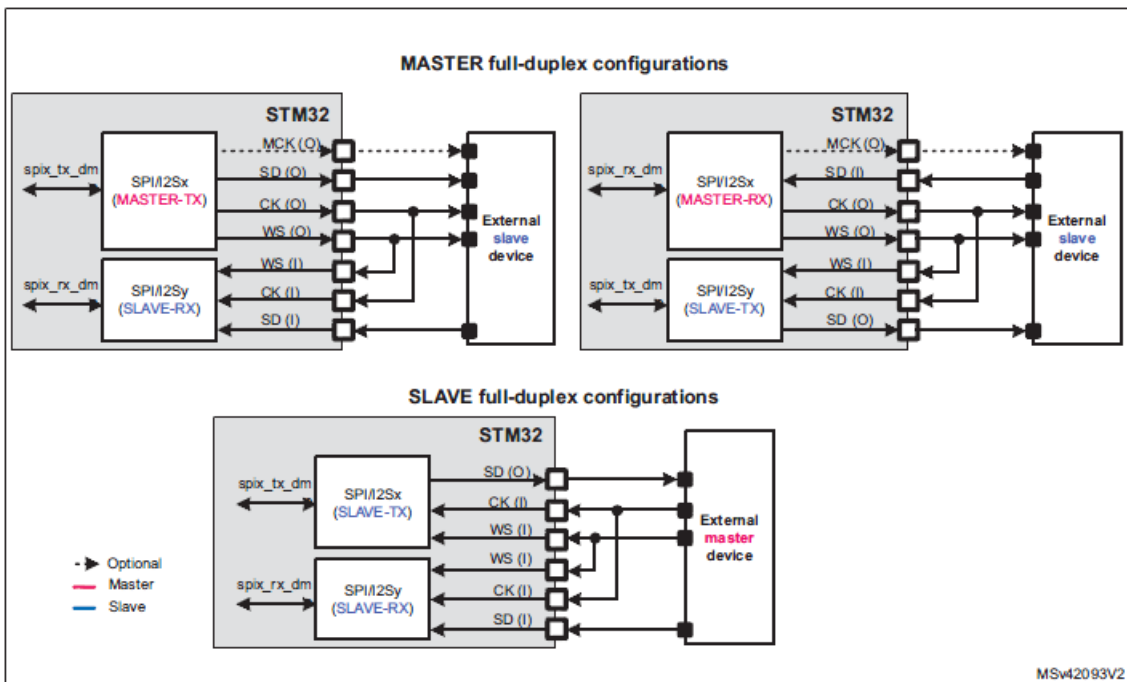 MASTER full-duplex configurations
STM32
MCK (O)
SD (O)
CK (O)
WS (O)
WS (I)
CK (I)
SD (I)
spix_tx_dm
SPI/I2Sx
(MASTER-TX)
spix_rx_dm
SPI/I2Sy
(SLAVE-RX)
External
slave
device
STM32
MCK (O)
SD (I)
CK (O)
WS (O)
WS (I)
CK (I)
SD (O)
spix_rx_dm
SPI/I2Sx
(MASTER-RX)
spix_tx_dm
SPI/I2Sy
(SLAVE-TX)
External
slave
device
SLAVE full-duplex configurations
STM32
SD (O)
CK (I)
WS (I)
WS (I)
CK (I)
SD (I)
spix_tx_dm
SPI/I2Sx
(SLAVE-TX)
spix_rx_dm
SPI/I2Sy
(SLAVE-RX)
External
master
device
Optional
Master
Slave
MSv42093V2